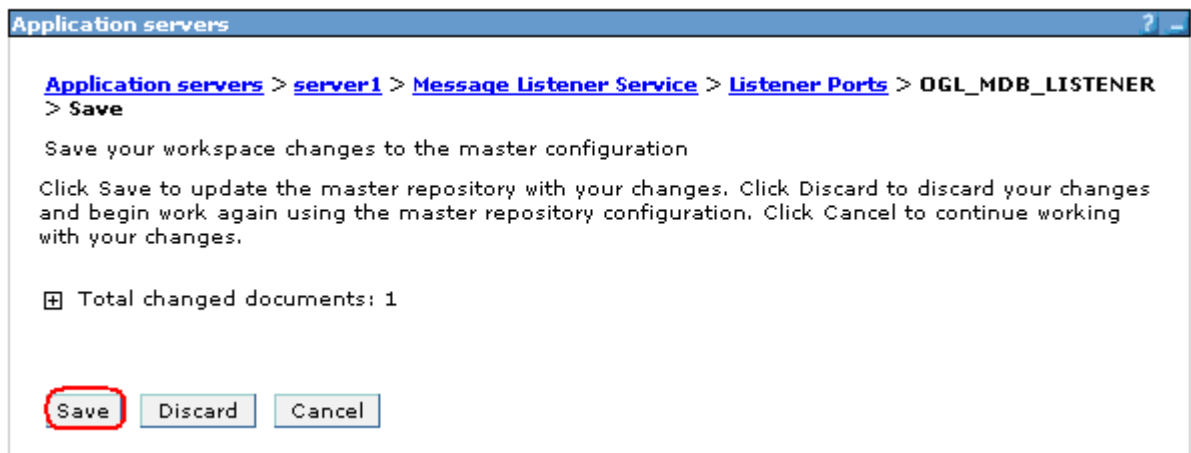 Application servers ? _
Application servers > server1 > Message Listener Service > Listener Ports > OGL_MDB_LISTENER
> Save
Save your workspace changes to the master configuration
Click Save to update the master repository with your changes. Click Discard to discard your changes
and begin work again using the master repository configuration. Click Cancel to continue working
with your changes.
Total changed documents: 1
Save Discard Cancel